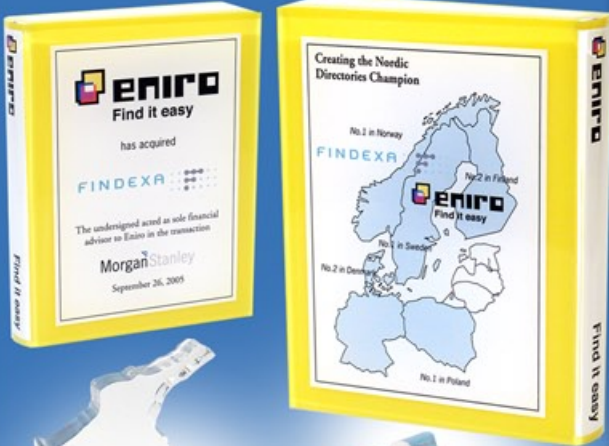 eniro
Find it easy
has acquired
FINDEXA
The undersigned acted as sole financial
advisor to Eniro in the transaction
MorganStanley
September 26, 2005
eniro
Find it easy
Creating the Nordic
Directories Champion
No.1 in Norway
FINDEXA
No.2 in Finland
eniro
Find it easy
No.1 in Sweden
No.2 in Denmark
No.1 in Poland
eniro
Find it easy